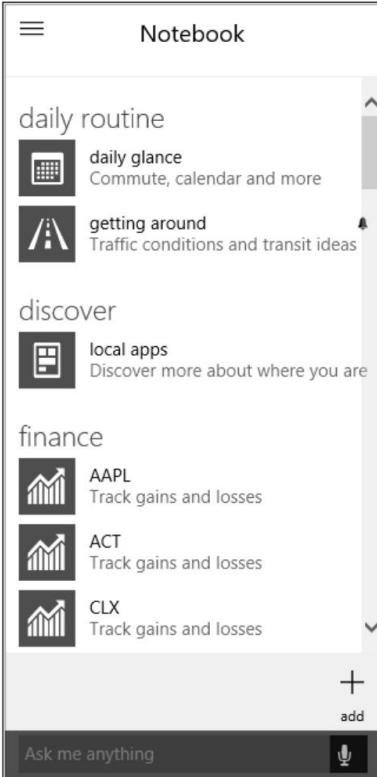 Notebook
daily routine
daily glance
Commute, calendar and more
getting around
Traffic conditions and transit ideas
discover
local apps
Discover more about where you are
finance
AAPL
Track gains and losses
ACT
Track gains and losses
CLX
Track gains and losses
add
Ask me anything